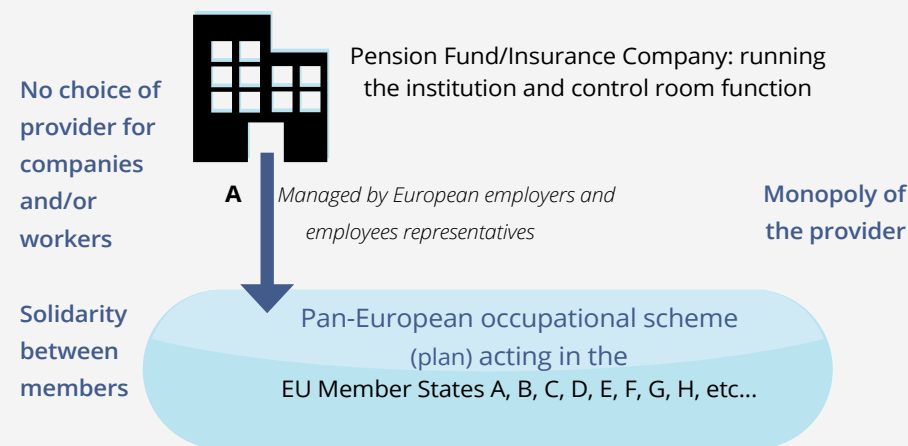 Pension Fund/Insurance Company: running
the institution and control room function
No choice of
provider for
companies
and/or
workers
A
Managed by European employers and
employees representatives
Monopoly of
the provider
Solidarity
between
members
Pan-European occupational scheme
(plan) acting in the
EU Member States A, B, C, D, E, F, G, H, etc...